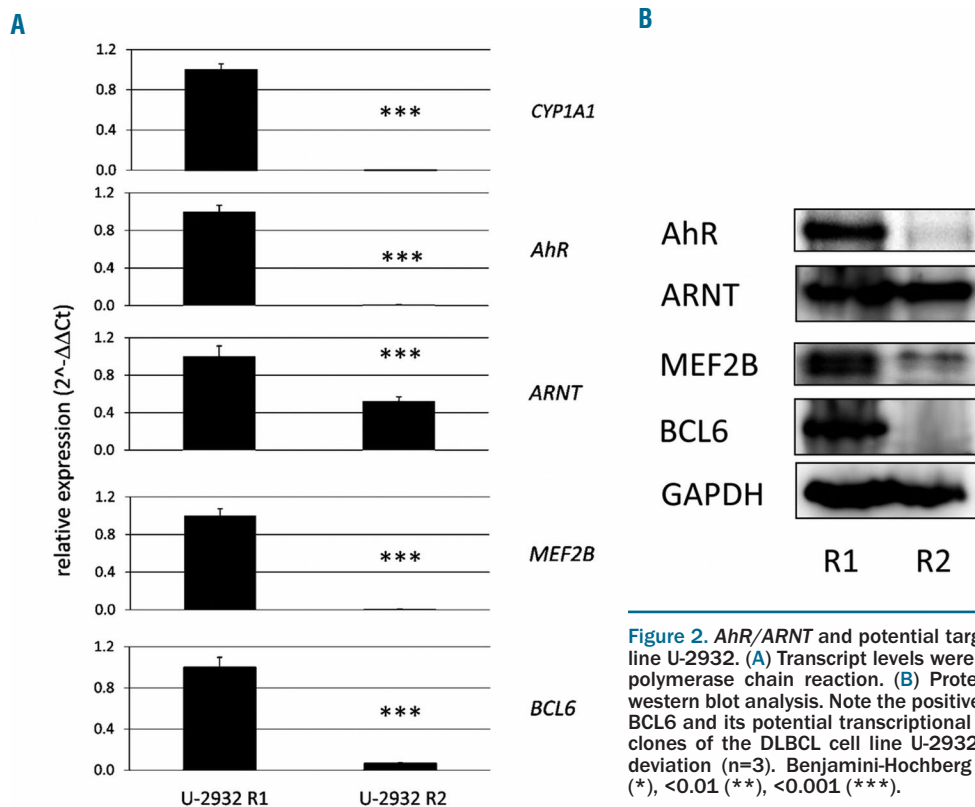 A
relative expression (2^-ΔΔCt)
1.2
0.8
0.4
0.0
***
CYP1A1
1.2
0.8
0.4
0.0
***
AhR
1.2
0.8
0.4
0.0
***
ARNT
1.2
0.8
0.4
0.0
***
MEF2B
1.2
0.8
0.4
0.0
***
BCL6
U-2932 R1 U-2932 R2
B
AhR
ARNT
MEF2B
BCL6
GAPDH
R1 R2
Figure 2. AhR/ARNT and potential targ
line U-2932. (A) Transcript levels were
polymerase chain reaction. (B) Prote
western blot analysis. Note the positive
BCL6 and its potential transcriptional
clones of the DLBCL cell line U-2932
deviation (n=3). Benjamini-Hochberg
(*), <0.01 (**), <0.001 (***).